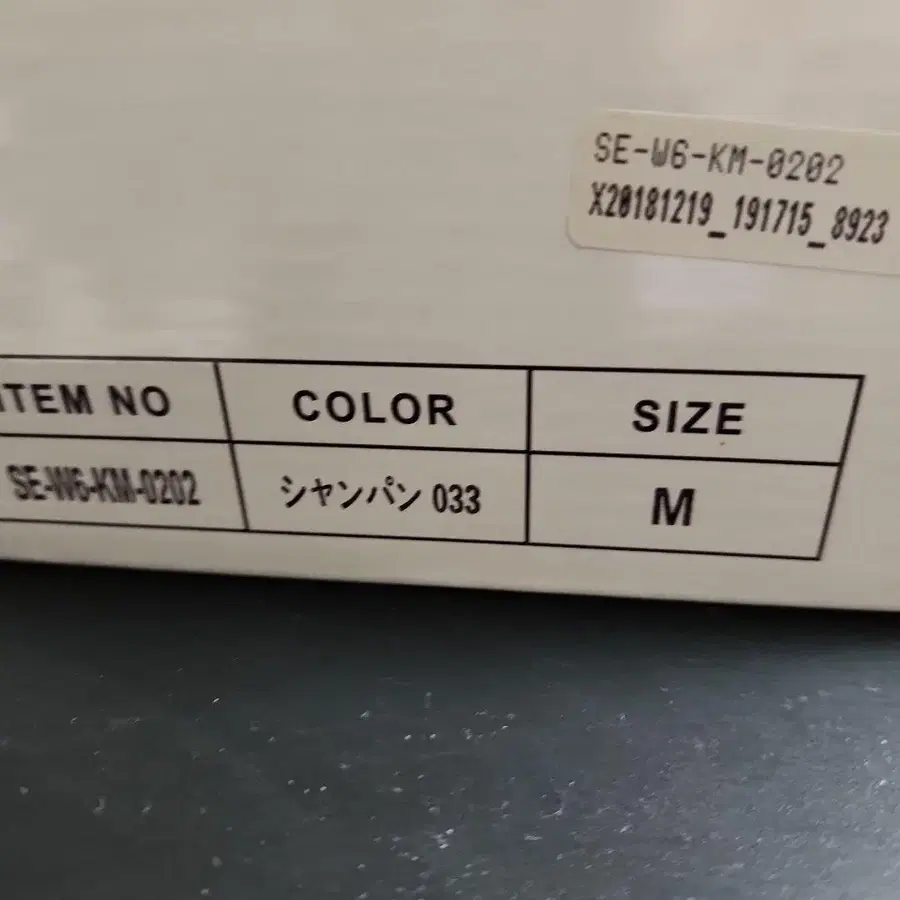 SE-W6-KM-0202
X20181219_191715_8923
ITEM NO COLOR SIZE
SE-W6-KM-0202 シャンパン 033 M